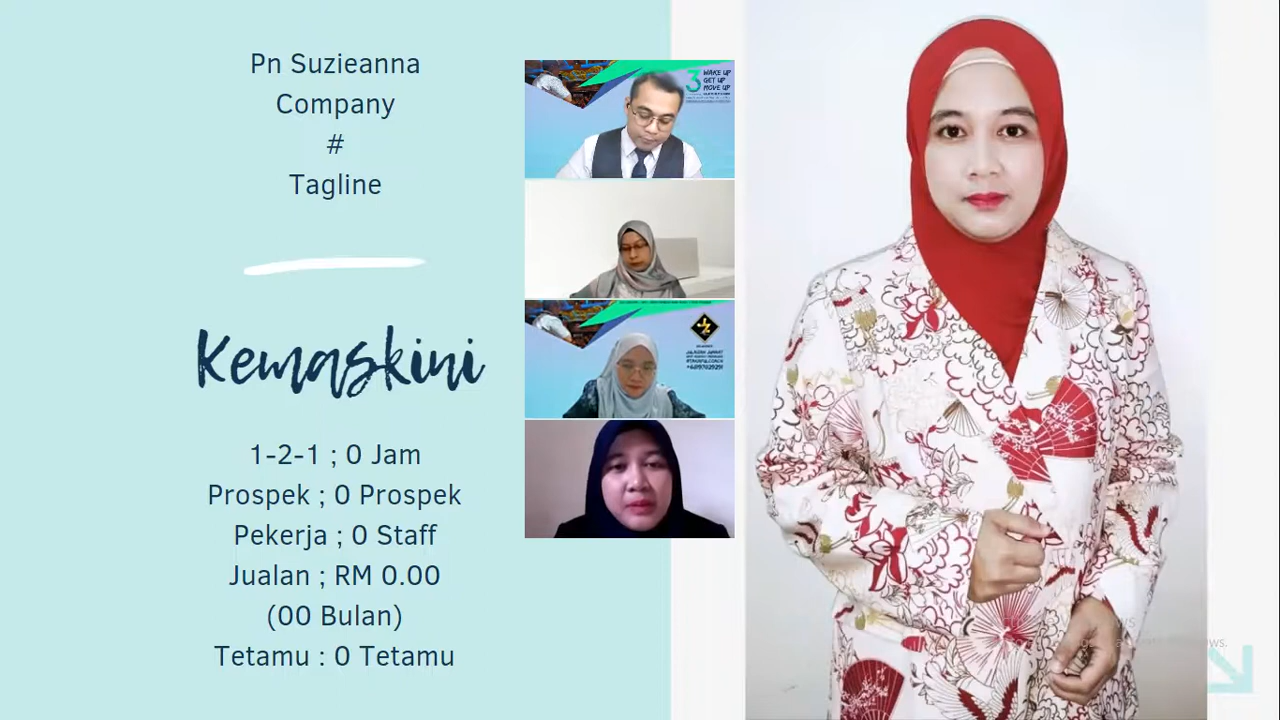 Pn Suzieanna
Company
#
Tagline
Kemaskini
1-2-1 ; 0 Jam
Prospek ; 0 Prospek
Pekerja ; 0 Staff
Jualan ; RM 0.00
(00 Bulan)
Tetamu : 0 Tetamu
3 WAKE UP
GET UP
MOVE UP